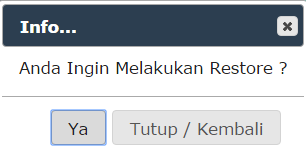 Info...
Anda Ingin Melakukan Restore ?
Ya
Tutup / Kembali